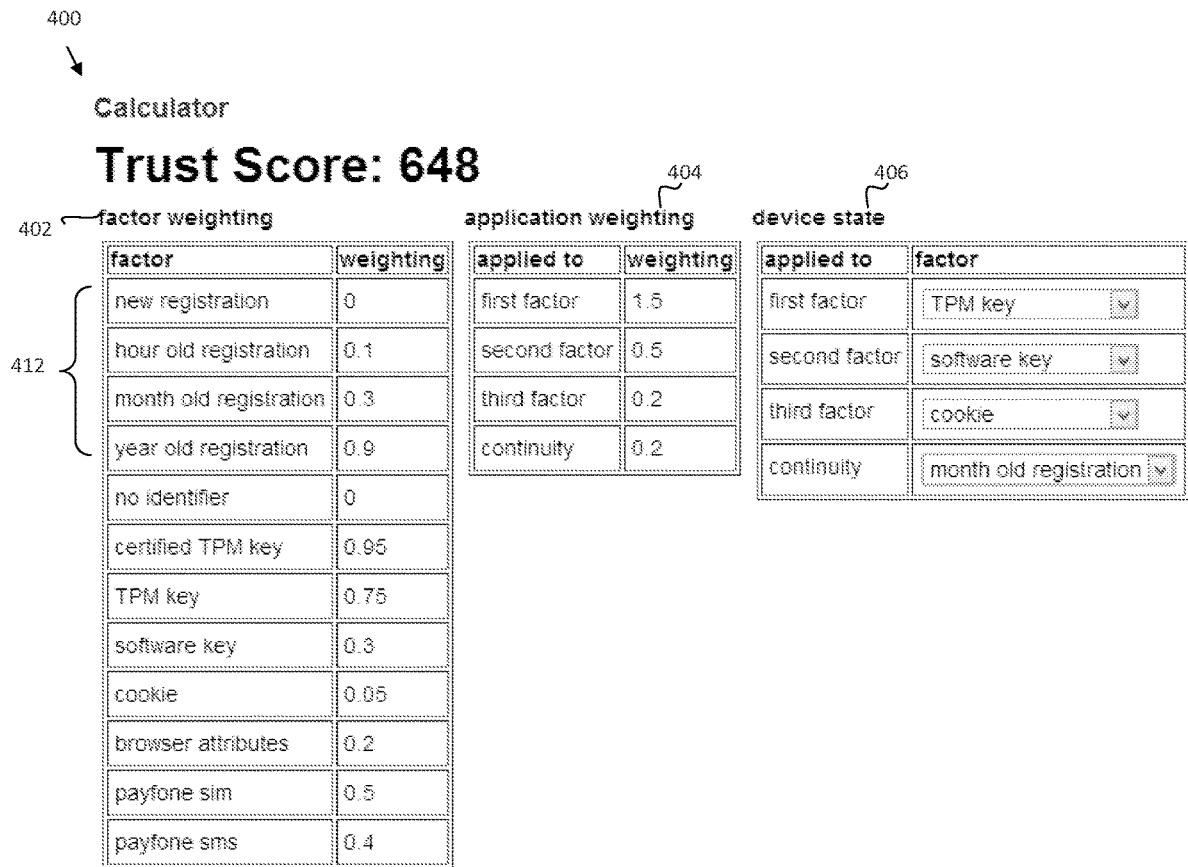 400
Calculator
Trust Score: 648
404
406
402
factor weighting
application weighting
device state
factor weighting
new registration 0
hour old registration 0.1
month old registration 0.3
year old registration 0.9
no identifier 0
certified TPM key 0.95
TPM key 0.75
software key 0.3
cookie 0.05
browser attributes 0.2
payfone sim 0.5
payfone sms 0.4
412
applied to weighting
first factor 1.5
second factor 0.5
third factor 0.2
continuity 0.2
applied to factor
first factor TPM key
second factor software key
third factor cookie
continuity month old registration